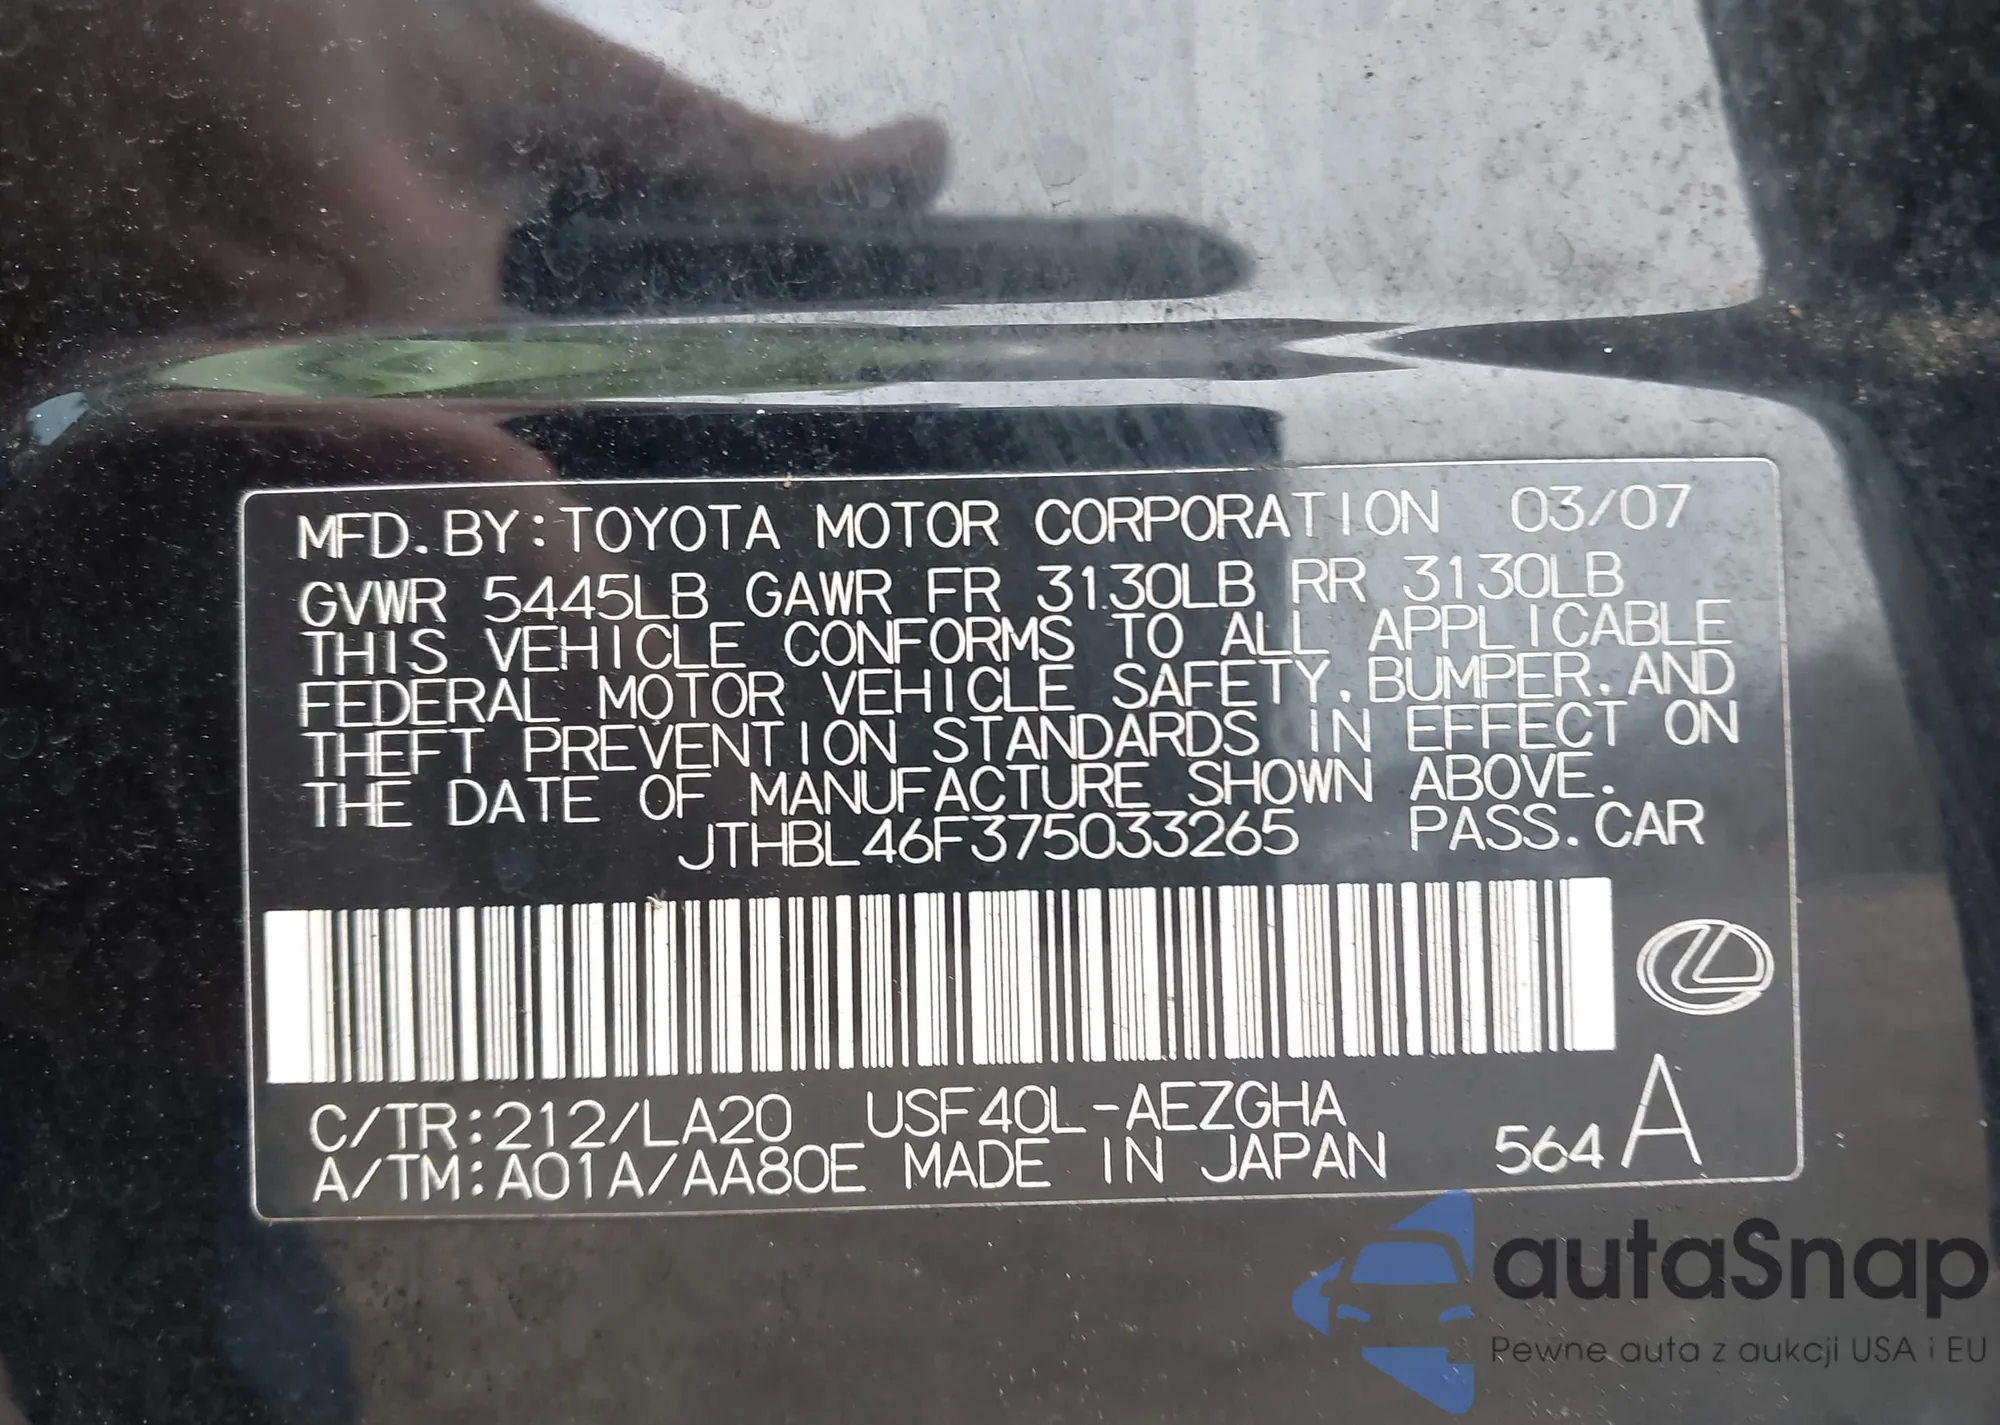 MFD. BY: TOYOTA MOTOR CORPORATION 03/07
GVWR 5445LB GAWR FR 3130LB RR 3130LB
THIS VEHICLE CONFORMS TO ALL APPLICABLE
FEDERAL MOTOR VEHICLE SAFETY, BUMPER, AND
THEFT PREVENTION STANDARDS IN EFFECT ON
THE DATE OF MANUFACTURE SHOWN ABOVE.
JTHBL46F375033265 PASS. CAR
C/TR: 212/LA20 USF40L-AEZGHA
A/TM: A01A/AA80E MADE IN JAPAN 564 A
autaSnap
Pewne auta z aukcji USA i EU